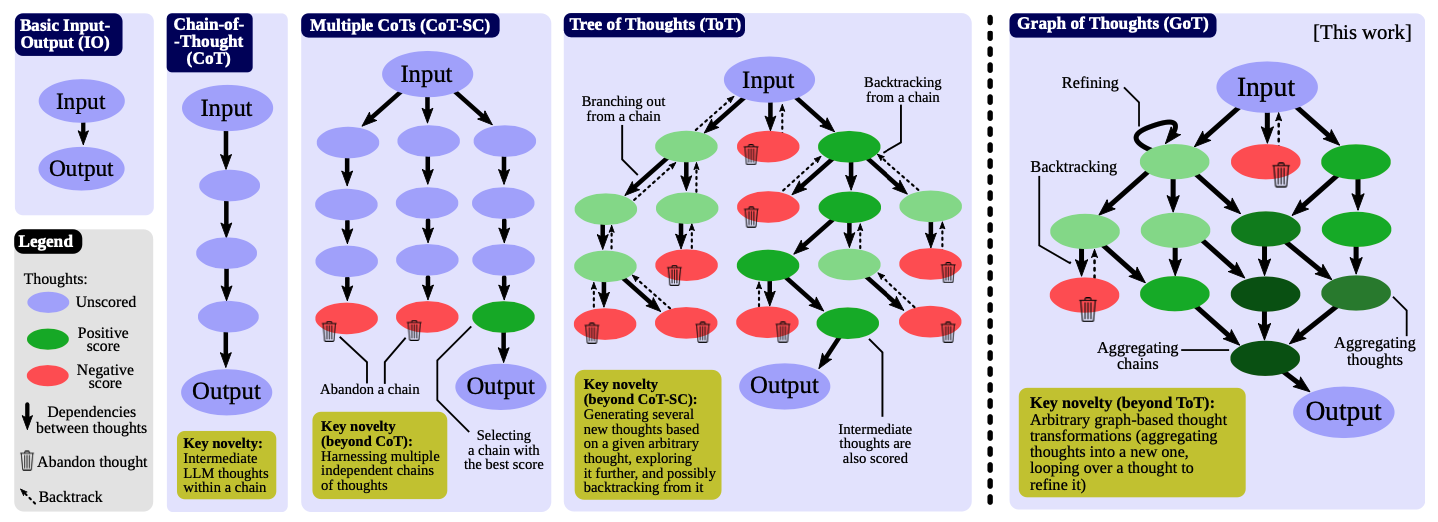 Basic Input-
Output (IO)
Input
Output
Legend
Thoughts:
Unscored
Positive
score
Negative
score
Dependencies
between thoughts
Abandon thought
Backtrack
Chain-of-
-Thought
(CoT)
Input
Output
Key novelty:
Intermediate
LLM thoughts
within a chain
Multiple CoTs (CoT-SC)
Input
Abandon a chain
Output
Key novelty
(beyond CoT):
Harnessing multiple
independent chains
of thoughts
Selecting
a chain with
the best score
Tree of Thoughts (ToT)
Input
Branching out
from a chain
Backtracking
from a chain
Output
Key novelty
(beyond CoT-SC):
Generating several
new thoughts based
on a given arbitrary
thought, exploring
it further, and possibly
backtracking from it
Intermediate
thoughts are
also scored
Graph of Thoughts (GoT)
[This work]
Refining
Input
Backtracking
Aggregating
chains
Aggregating
thoughts
Output
Key novelty (beyond ToT):
Arbitrary graph-based thought
transformations (aggregating
thoughts into a new one,
looping over a thought to
refine it)